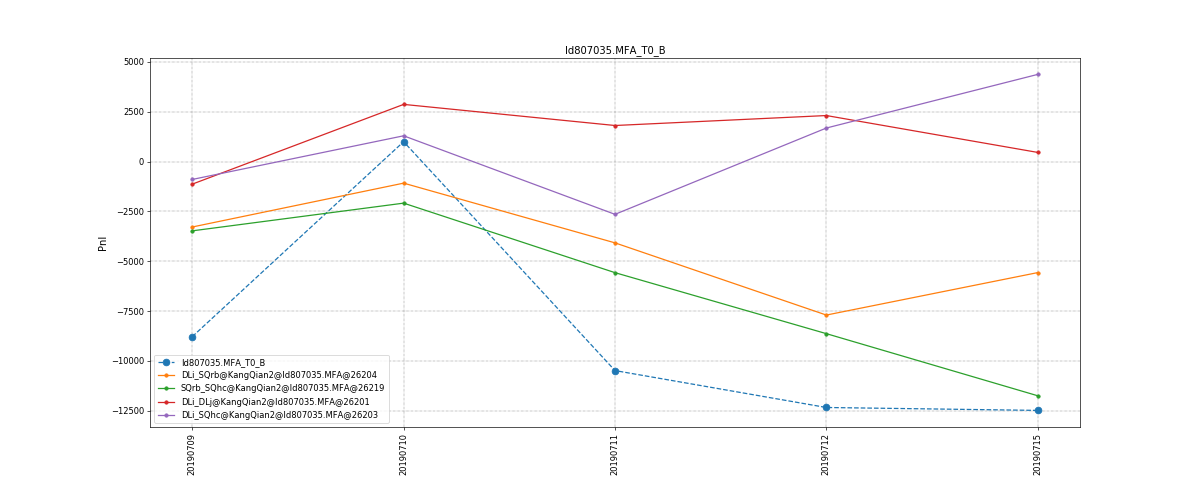 ld807035.MFA_T0_B
5000
2500
0
−2500
−5000
−7500
−10000
−12500
Pnl
ld807035.MFA_T0_B
DLi_SQrb@KangQian2@ld807035.MFA@26204
SQrb_SQhc@KangQian2@ld807035.MFA@26219
DLi_DLj@KangQian2@ld807035.MFA@26201
DLi_SQhc@KangQian2@ld807035.MFA@26203
20190709
20190710
20190711
20190712
20190715